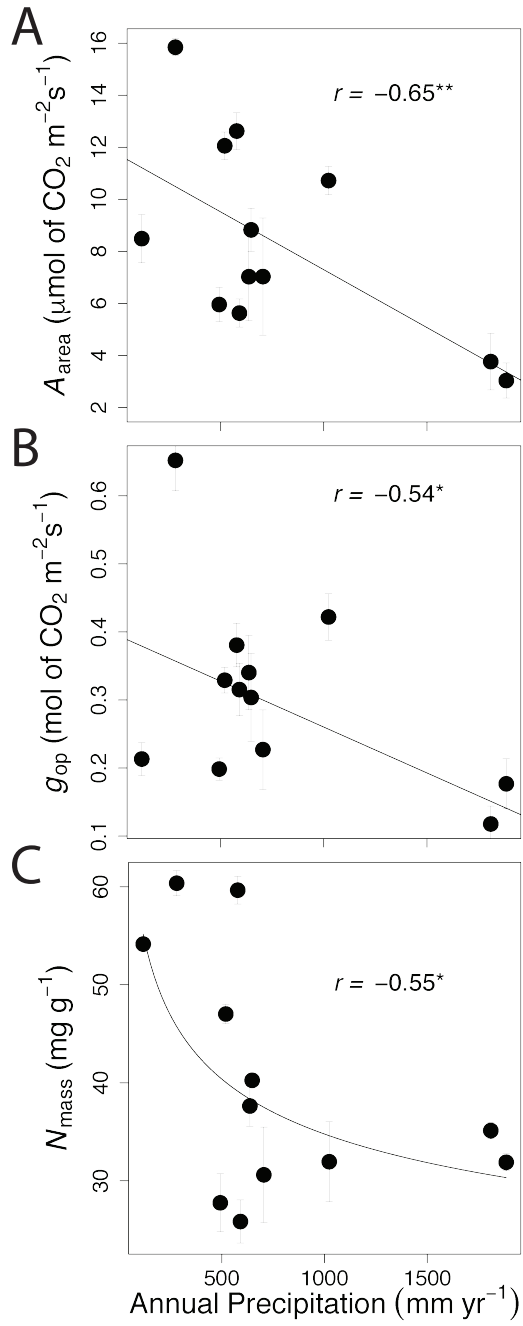 A
A_area (μmol of CO₂ m⁻²s⁻¹)
16
14
12
10
8
6
4
2
r = −0.65**
B
g_op (mol of CO₂ m⁻²s⁻¹)
0.6
0.5
0.4
0.3
0.2
0.1
r = −0.54*
C
N_mass (mg g⁻¹)
60
50
40
30
r = −0.55*
500 1000 1500
Annual Precipitation (mm yr⁻¹)